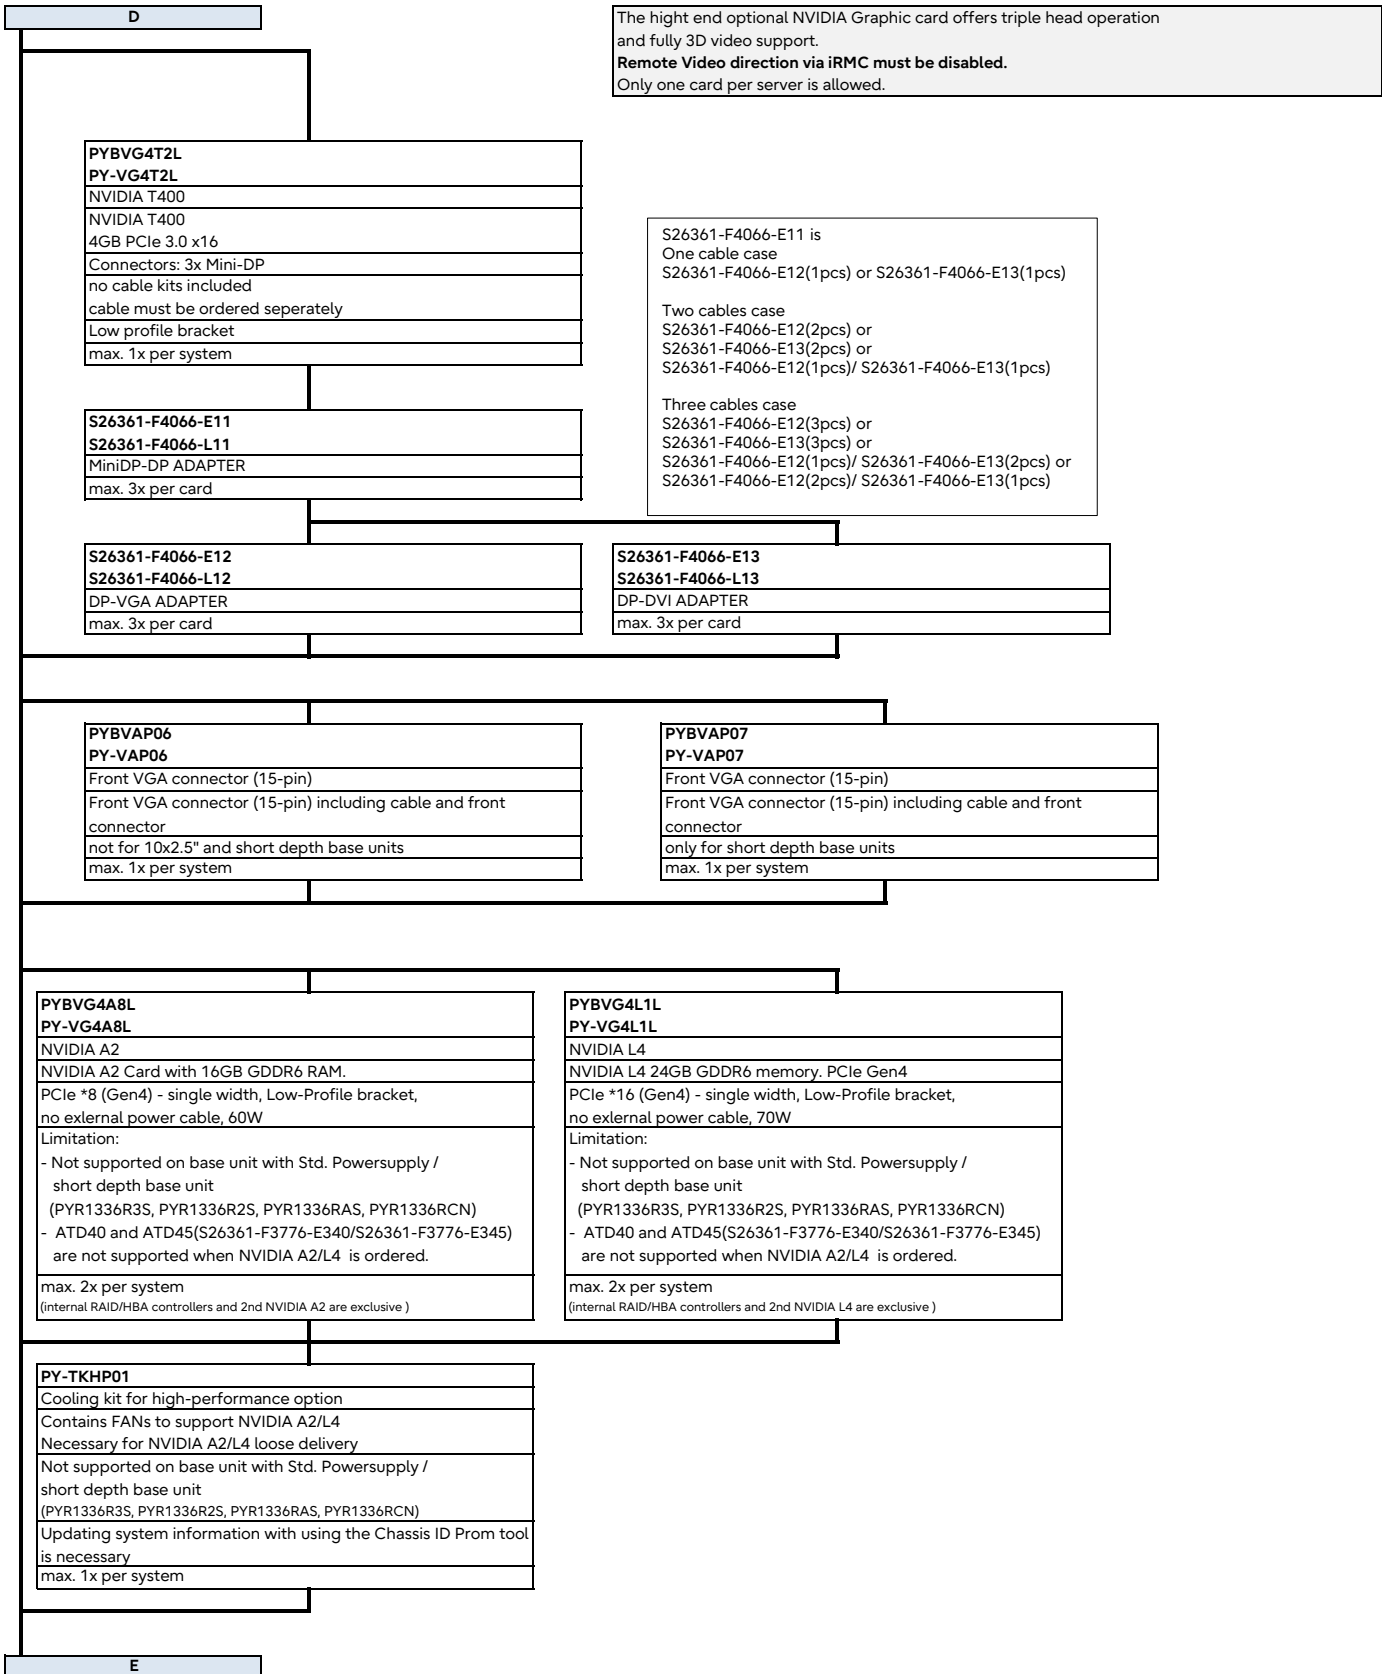 D
The hight end optional NVIDIA Graphic card offers triple head operation
and fully 3D video support.
Remote Video direction via iRMC must be disabled.
Only one card per server is allowed.
PYBVG4T2L
PY-VG4T2L
NVIDIA T400
NVIDIA T400
4GB PCIe 3.0 x16
Connectors: 3x Mini-DP
no cable kits included
cable must be ordered seperately
Low profile bracket
max. 1x per system
S26361-F4066-E11 is
One cable case
S26361-F4066-E12(1pcs) or S26361-F4066-E13(1pcs)
Two cables case
S26361-F4066-E12(2pcs) or
S26361-F4066-E13(2pcs) or
S26361-F4066-E12(1pcs)/ S26361-F4066-E13(1pcs)
Three cables case
S26361-F4066-E12(3pcs) or
S26361-F4066-E13(3pcs) or
S26361-F4066-E12(1pcs)/ S26361-F4066-E13(2pcs) or
S26361-F4066-E12(2pcs)/ S26361-F4066-E13(1pcs)
S26361-F4066-E11
S26361-F4066-L11
MiniDP-DP ADAPTER
max. 3x per card
S26361-F4066-E12
S26361-F4066-L12
DP-VGA ADAPTER
max. 3x per card
S26361-F4066-E13
S26361-F4066-L13
DP-DVI ADAPTER
max. 3x per card
PYBVAP06
PY-VAP06
Front VGA connector (15-pin)
Front VGA connector (15-pin) including cable and front
connector
not for 10x2.5" and short depth base units
max. 1x per system
PYBVAP07
PY-VAP07
Front VGA connector (15-pin)
Front VGA connector (15-pin) including cable and front
connector
only for short depth base units
max. 1x per system
PYBVG4A8L
PY-VG4A8L
NVIDIA A2
NVIDIA A2 Card with 16GB GDDR6 RAM.
PCIe *8 (Gen4) - single width, Low-Profile bracket,
no exlernal power cable, 60W
Limitation:
- Not supported on base unit with Std. Powersupply /
short depth base unit
(PYR1336R3S, PYR1336R2S, PYR1336RAS, PYR1336RCN)
- ATD40 and ATD45(S26361-F3776-E340/S26361-F3776-E345)
are not supported when NVIDIA A2/L4 is ordered.
max. 2x per system
(internal RAID/HBA controllers and 2nd NVIDIA A2 are exclusive )
PYBVG4L1L
PY-VG4L1L
NVIDIA L4
NVIDIA L4 24GB GDDR6 memory. PCIe Gen4
PCIe *16 (Gen4) - single width, Low-Profile bracket,
no exlernal power cable, 70W
Limitation:
- Not supported on base unit with Std. Powersupply /
short depth base unit
(PYR1336R3S, PYR1336R2S, PYR1336RAS, PYR1336RCN)
- ATD40 and ATD45(S26361-F3776-E340/S26361-F3776-E345)
are not supported when NVIDIA A2/L4 is ordered.
max. 2x per system
(internal RAID/HBA controllers and 2nd NVIDIA L4 are exclusive )
PY-TKHP01
Cooling kit for high-performance option
Contains FANs to support NVIDIA A2/L4
Necessary for NVIDIA A2/L4 loose delivery
Not supported on base unit with Std. Powersupply /
short depth base unit
(PYR1336R3S, PYR1336R2S, PYR1336RAS, PYR1336RCN)
Updating system information with using the Chassis ID Prom tool
is necessary
max. 1x per system
E